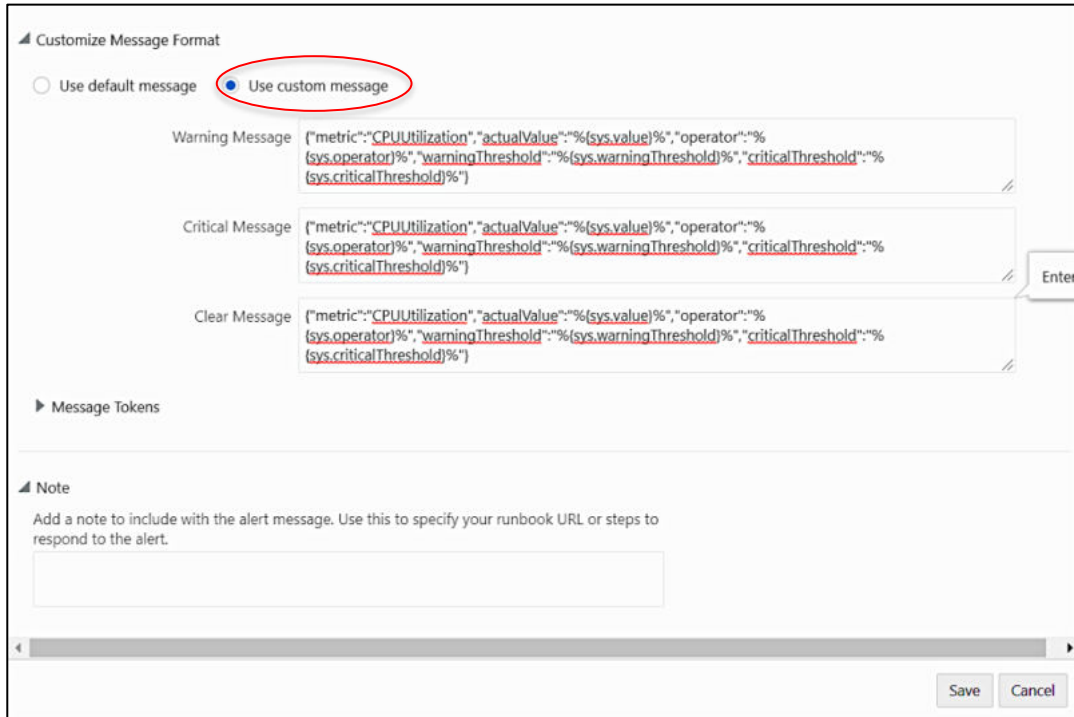 Customize Message Format
Use default message Use custom message
Warning Message {"metric":"CPUUtilization","actualValue":"%{sys.value}%","operator":"%
{sys.operator}%","warningThreshold":"%{sys.warningThreshold}%","criticalThreshold":"%
{sys.criticalThreshold}%"}
Critical Message {"metric":"CPUUtilization","actualValue":"%{sys.value}%","operator":"%
{sys.operator}%","warningThreshold":"%{sys.warningThreshold}%","criticalThreshold":"%
{sys.criticalThreshold}%"}
Enter
Clear Message {"metric":"CPUUtilization","actualValue":"%{sys.value}%","operator":"%
{sys.operator}%","warningThreshold":"%{sys.warningThreshold}%","criticalThreshold":"%
{sys.criticalThreshold}%"}
Message Tokens
Note
Add a note to include with the alert message. Use this to specify your runbook URL or steps to
respond to the alert.
Save Cancel